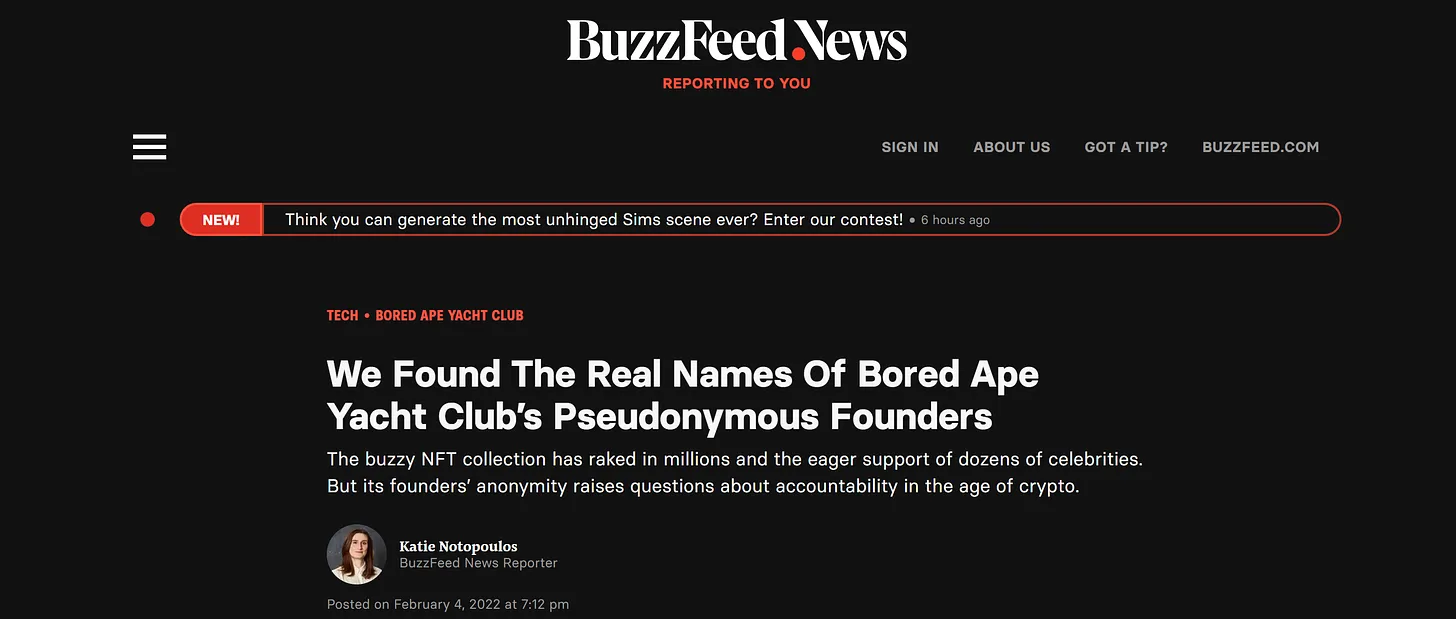 BuzzFeed News
REPORTING TO YOU
SIGN IN ABOUT US GOT A TIP? BUZZFEED.COM
NEW! Think you can generate the most unhinged Sims scene ever? Enter our contest! • 6 hours ago
TECH • BORED APE YACHT CLUB
We Found The Real Names Of Bored Ape
Yacht Club’s Pseudonymous Founders
The buzzy NFT collection has raked in millions and the eager support of dozens of celebrities.
But its founders’ anonymity raises questions about accountability in the age of crypto.
Katie Notopoulos
BuzzFeed News Reporter
Posted on February 4, 2022 at 7:12 pm